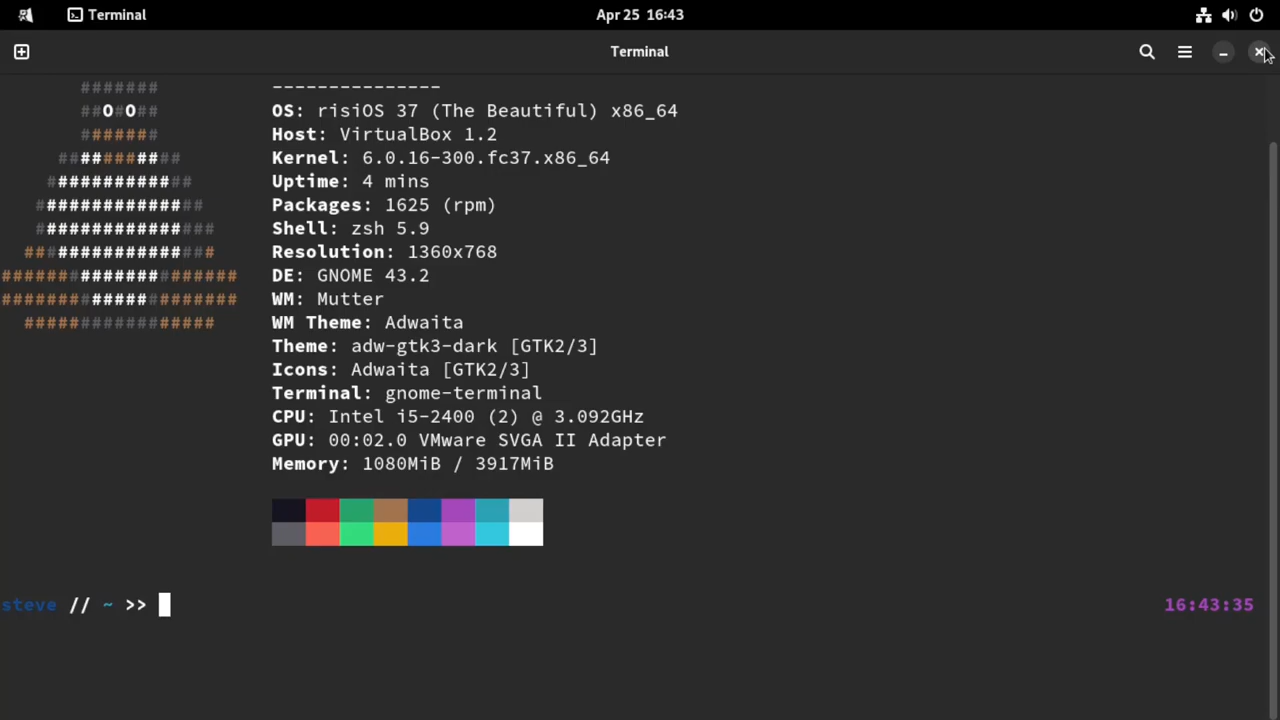 Terminal
Apr 25 16:43
Terminal
#######
##O#O##
#######
###########
#############
###############
################
#################
#####################
#####################
#################
---------------
OS: risiOS 37 (The Beautiful) x86_64
Host: VirtualBox 1.2
Kernel: 6.0.16-300.fc37.x86_64
Uptime: 4 mins
Packages: 1625 (rpm)
Shell: zsh 5.9
Resolution: 1360x768
DE: GNOME 43.2
WM: Mutter
WM Theme: Adwaita
Theme: adw-gtk3-dark [GTK2/3]
Icons: Adwaita [GTK2/3]
Terminal: gnome-terminal
CPU: Intel i5-2400 (2) @ 3.092GHz
GPU: 00:02.0 VMware SVGA II Adapter
Memory: 1080MiB / 3917MiB
steve // ~ >>
16:43:35